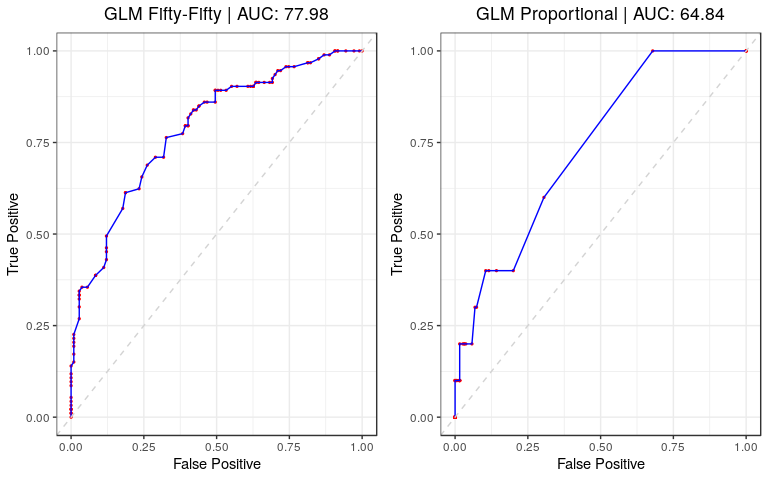 GLM FIfty-FIfty | AUC: 77.98
1.00
0.75
0.50
0.25
0.00
True Positive
0.00 0.25 0.50 0.75 1.00
False Positive
GLM Proportional | AUC: 64.84
1.00
0.75
0.50
0.25
0.00
True Positive
0.00 0.25 0.50 0.75 1.00
False Positive